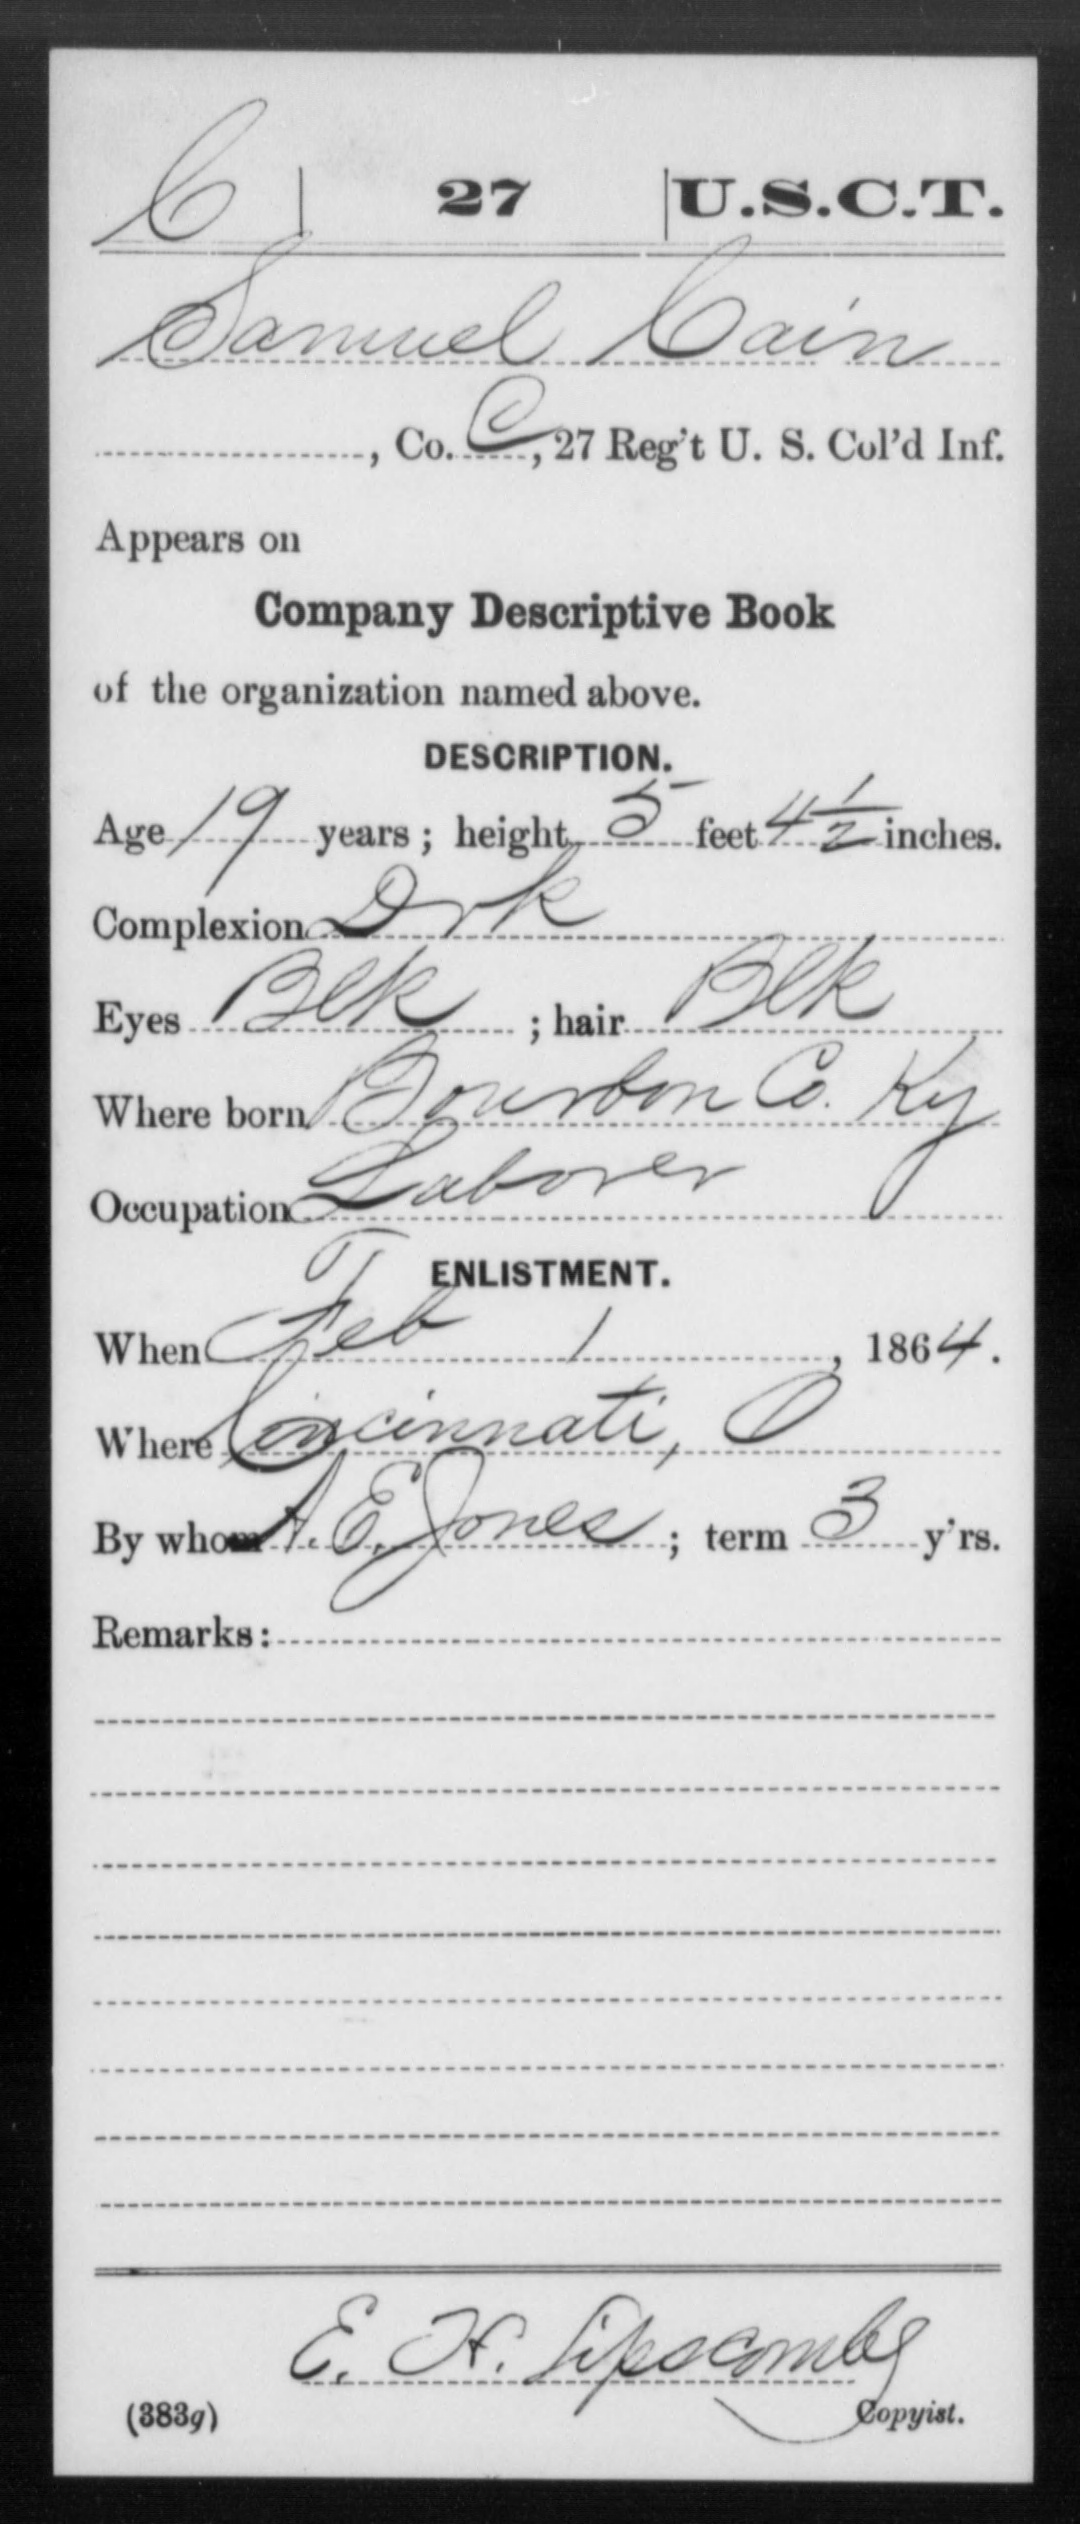 C | 27 | U.S.C.T.
Samuel Cain
, Co. C, 27 Reg't U. S. Col'd Inf.
Appears on
Company Descriptive Book
of the organization named above.
DESCRIPTION.
Age 19 years; height 5 feet 4 1/2 inches.
Complexion Drk
Eyes Blk ; hair Blk
Where born Bourbon Co. Ky
Occupation Laborer
ENLISTMENT.
When Feb 1, 1864.
Where Cincinnati, O
By whom A. E. Jones; term 3 y'rs.
Remarks:
E. H. Lipscomb
(383g) Copyist.